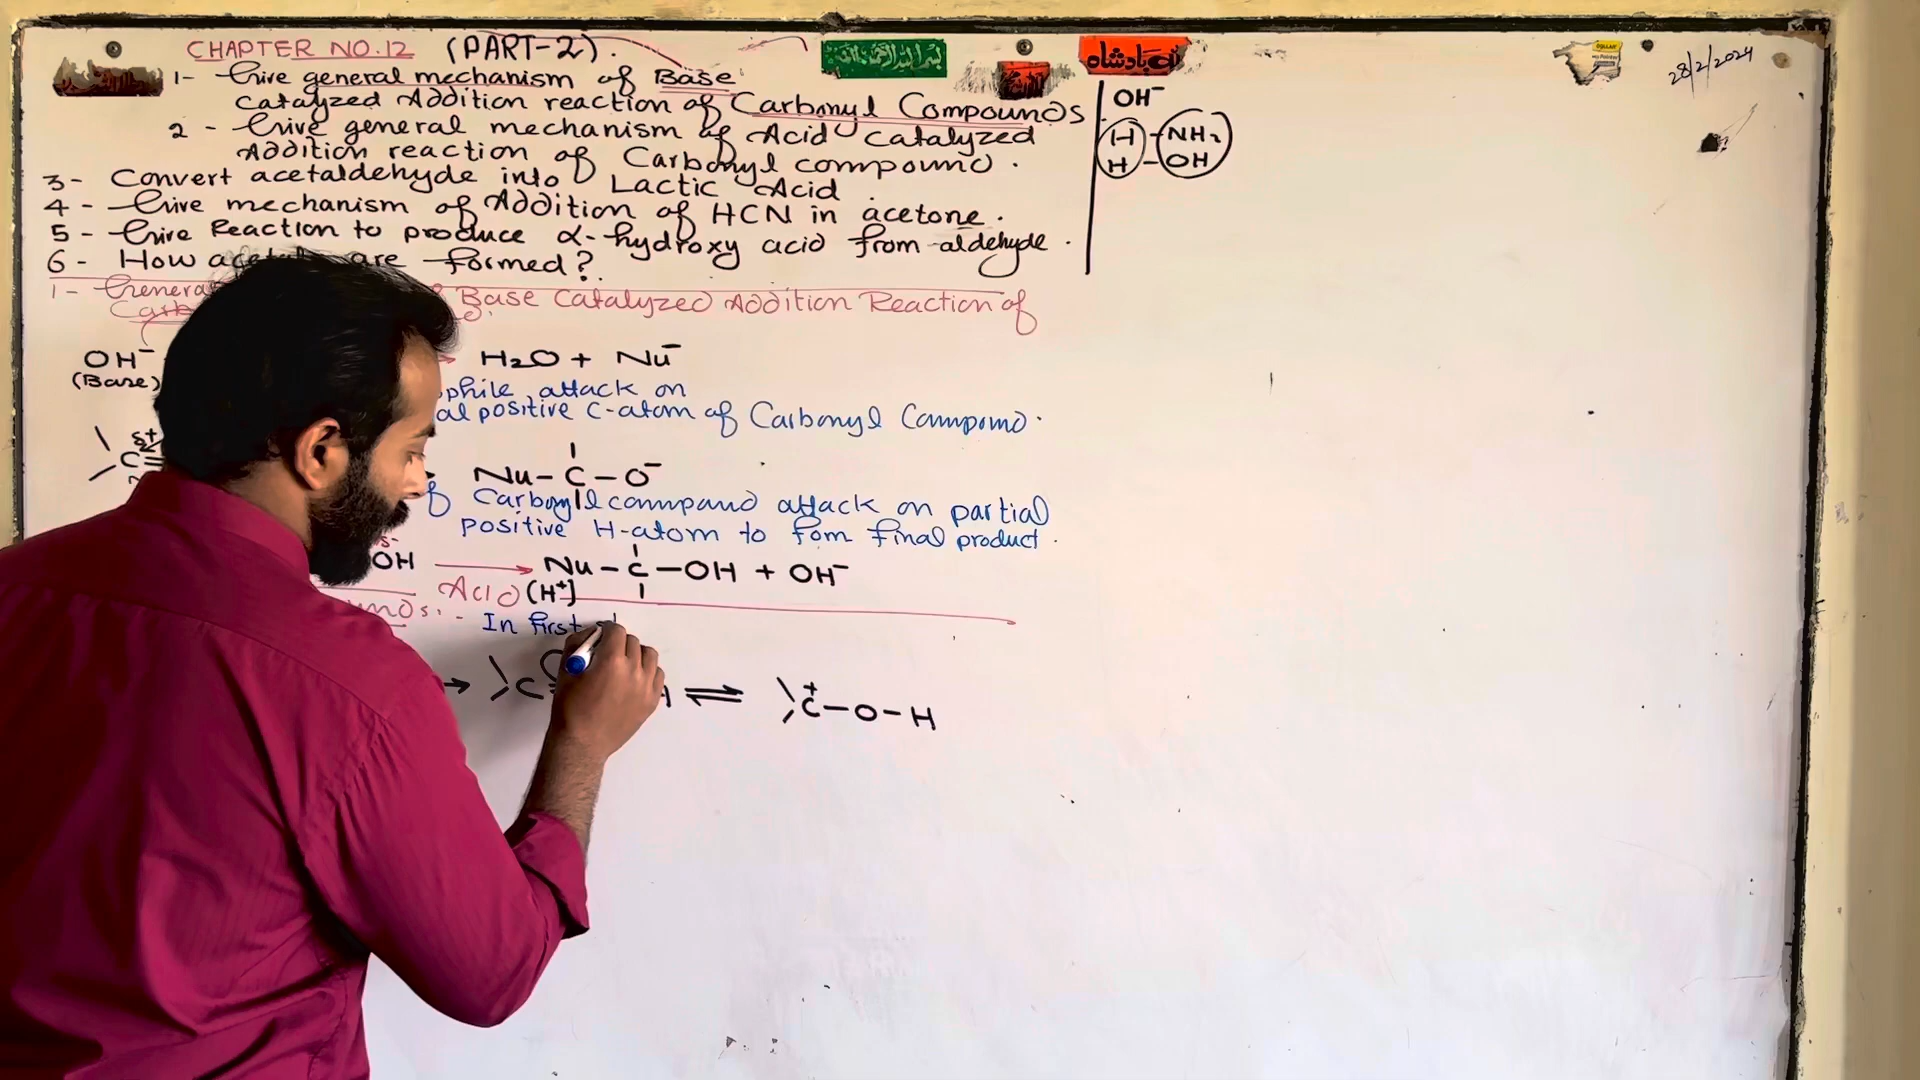 CHAPTER NO.12 (PART-2).
28/2/2024
1- Give general mechanism of Base
Catalyzed Addition reaction of Carbonyl Compounds.
2 - Give general mechanism of Acid Catalyzed
Addition reaction of Carbonyl compound.
3- Convert acetaldehyde into Lactic Acid.
4- Give mechanism of Addition of HCN in acetone.
5- Give Reaction to produce α-hydroxy acid from aldehyde.
6- How are formed?
OH⁻
H-NH₂
H-OH
1- Base Catalyzed Addition Reaction of
OH⁻ → H₂O + Nu⁻
(Base)
attack on
positive C-atom of Carbonyl Compound.
δ+
C
Nu-C-O⁻
Carbonyl compound attack on partial
positive H-atom to form final product.
OH → Nu-C-OH + OH⁻
Acid (H⁺)
In first
→ C ⇌ C⁺-O-H